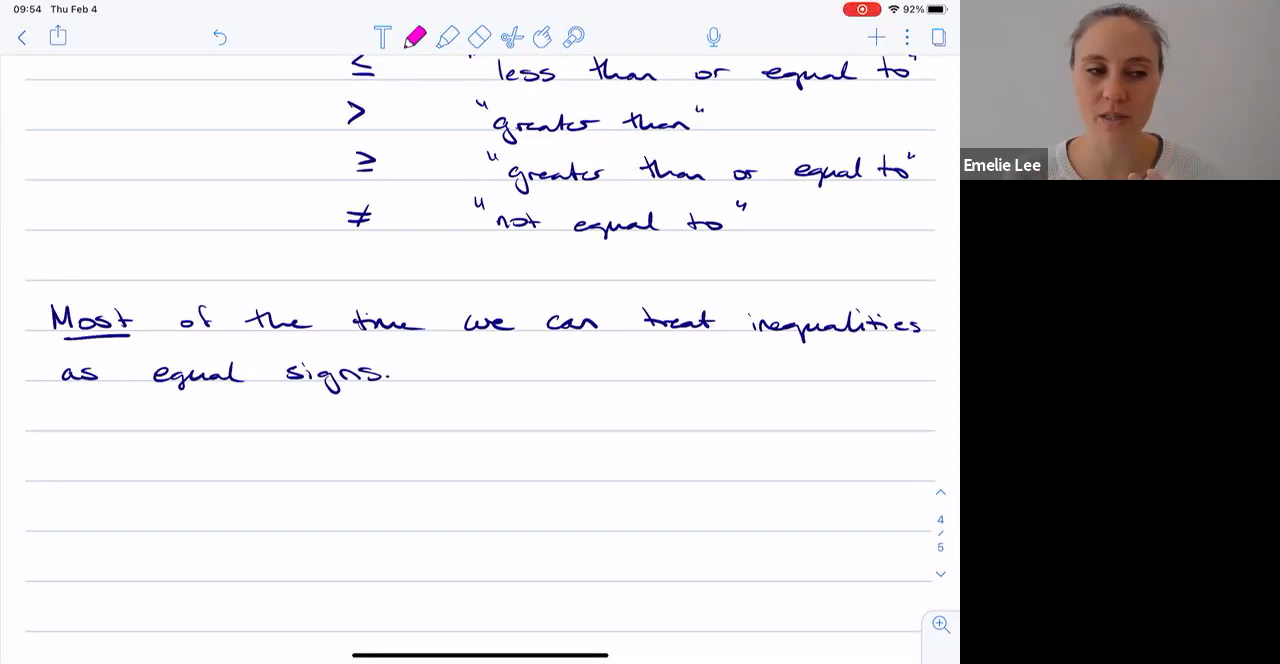 09:54 Thu Feb 4
92%
T
≤ "less than or equal to"
> "greater than"
≥ "greater than or equal to"
≠ "not equal to"
Emelie Lee
Most of the time we can treat inequalities
as equal signs.
4
/
5